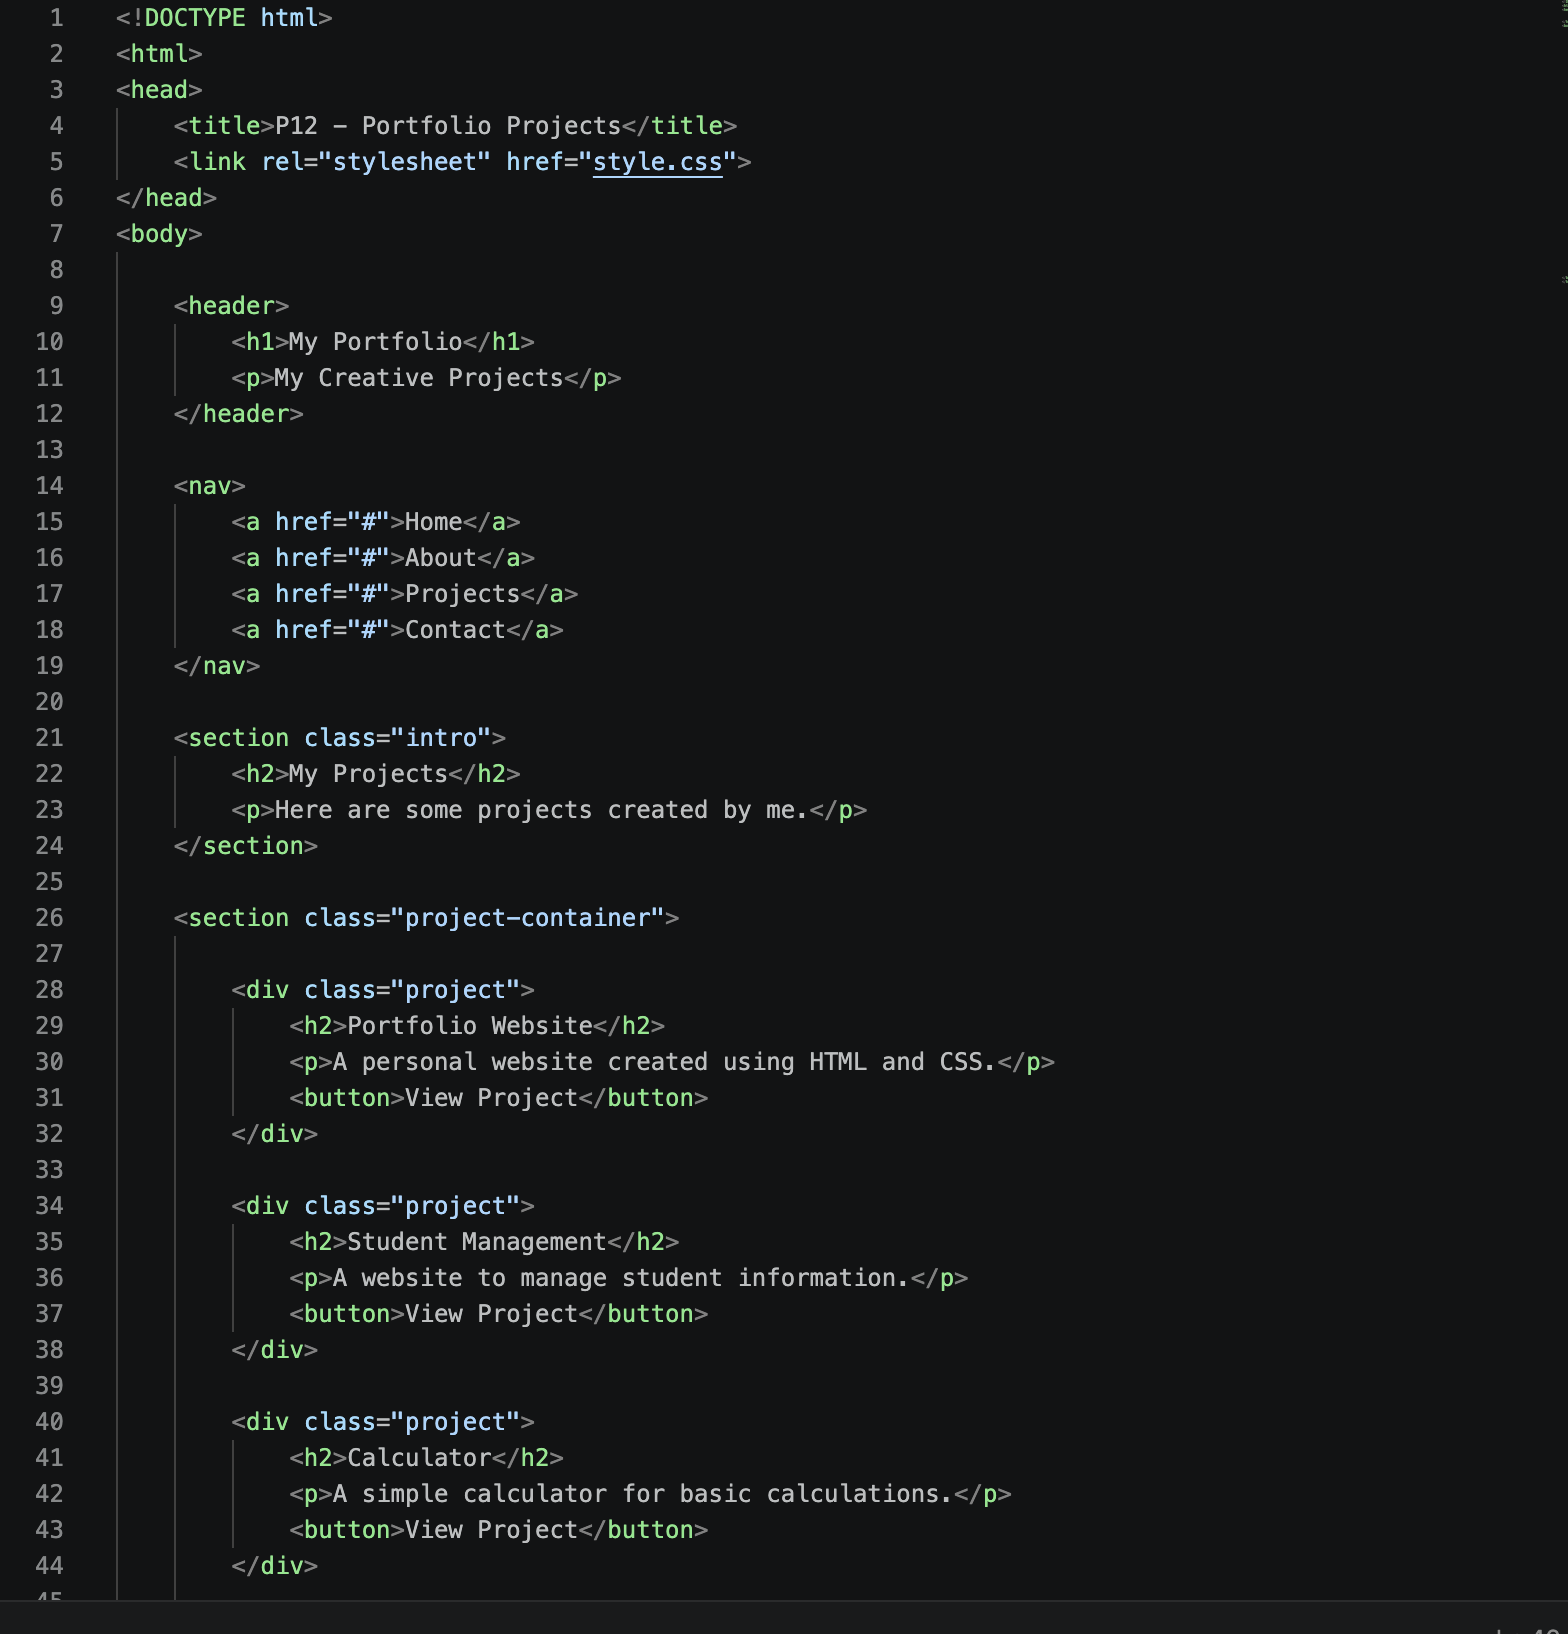 1 <!DOCTYPE html>
2 <html>
3 <head>
4 <title>P12 - Portfolio Projects</title>
5 <link rel="stylesheet" href="style.css">
6 </head>
7 <body>
8
9 <header>
10 <h1>My Portfolio</h1>
11 <p>My Creative Projects</p>
12 </header>
13
14 <nav>
15 <a href="#">Home</a>
16 <a href="#">About</a>
17 <a href="#">Projects</a>
18 <a href="#">Contact</a>
19 </nav>
20
21 <section class="intro">
22 <h2>My Projects</h2>
23 <p>Here are some projects created by me.</p>
24 </section>
25
26 <section class="project-container">
27
28 <div class="project">
29 <h2>Portfolio Website</h2>
30 <p>A personal website created using HTML and CSS.</p>
31 <button>View Project</button>
32 </div>
33
34 <div class="project">
35 <h2>Student Management</h2>
36 <p>A website to manage student information.</p>
37 <button>View Project</button>
38 </div>
39
40 <div class="project">
41 <h2>Calculator</h2>
42 <p>A simple calculator for basic calculations.</p>
43 <button>View Project</button>
44 </div>
45